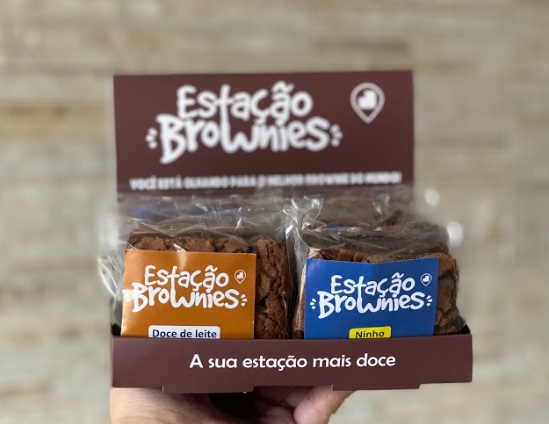 Estação
Brownies
VOCÊ ESTÁ OLHANDO PARA O MELHOR BROWNIE DO MUNDO!
Estação
Brownies
Doce de leite
Estação
Brownies
Ninho
A sua estação mais doce